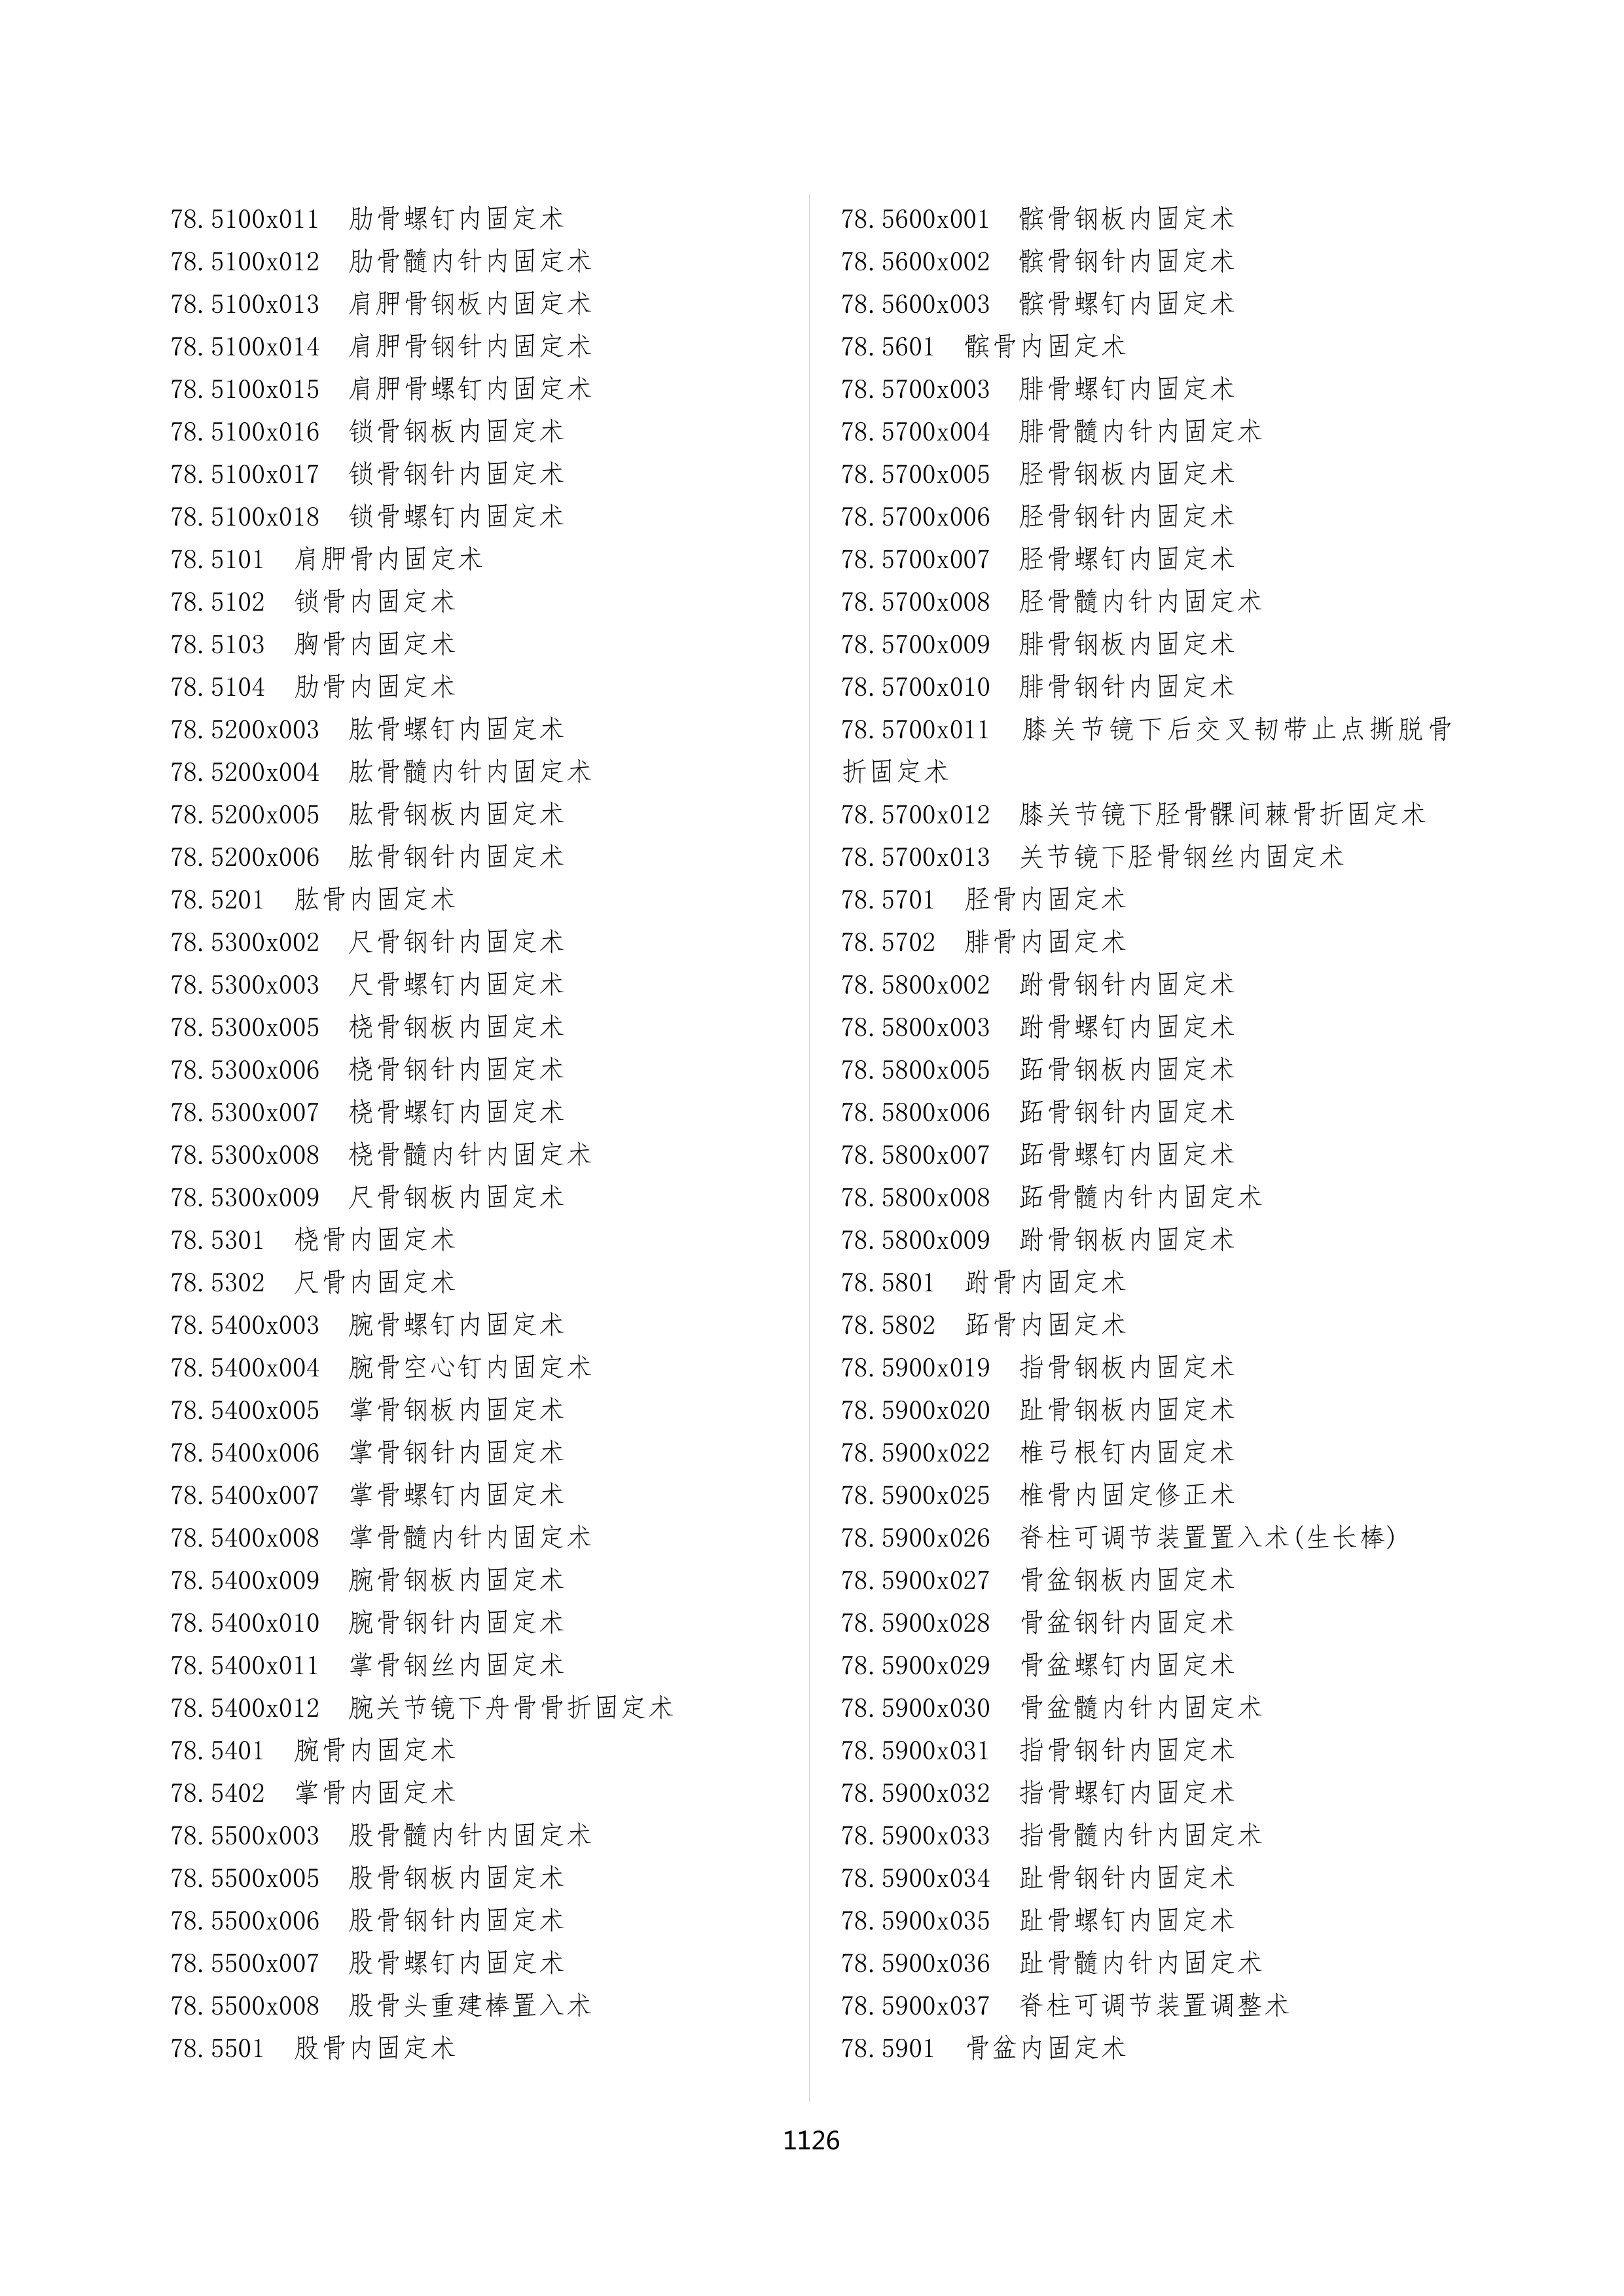 78.5100x011 肋骨螺钉内固定术
78.5100x012 肋骨髓内针内固定术
78.5100x013 肩胛骨钢板内固定术
78.5100x014 肩胛骨钢针内固定术
78.5100x015 肩胛骨螺钉内固定术
78.5100x016 锁骨钢板内固定术
78.5100x017 锁骨钢针内固定术
78.5100x018 锁骨螺钉内固定术
78.5101 肩胛骨内固定术
78.5102 锁骨内固定术
78.5103 胸骨内固定术
78.5104 肋骨内固定术
78.5200x003 肱骨螺钉内固定术
78.5200x004 肱骨髓内针内固定术
78.5200x005 肱骨钢板内固定术
78.5200x006 肱骨钢针内固定术
78.5201 肱骨内固定术
78.5300x002 尺骨钢针内固定术
78.5300x003 尺骨螺钉内固定术
78.5300x005 桡骨钢板内固定术
78.5300x006 桡骨钢针内固定术
78.5300x007 桡骨螺钉内固定术
78.5300x008 桡骨髓内针内固定术
78.5300x009 尺骨钢板内固定术
78.5301 桡骨内固定术
78.5302 尺骨内固定术
78.5400x003 腕骨螺钉内固定术
78.5400x004 腕骨空心钉内固定术
78.5400x005 掌骨钢板内固定术
78.5400x006 掌骨钢针内固定术
78.5400x007 掌骨螺钉内固定术
78.5400x008 掌骨髓内针内固定术
78.5400x009 腕骨钢板内固定术
78.5400x010 腕骨钢针内固定术
78.5400x011 掌骨钢丝内固定术
78.5400x012 腕关节镜下舟骨骨折固定术
78.5401 腕骨内固定术
78.5402 掌骨内固定术
78.5500x003 股骨髓内针内固定术
78.5500x005 股骨钢板内固定术
78.5500x006 股骨钢针内固定术
78.5500x007 股骨螺钉内固定术
78.5500x008 股骨头重建棒置入术
78.5501 股骨内固定术
78.5600x001 髌骨钢板内固定术
78.5600x002 髌骨钢针内固定术
78.5600x003 髌骨螺钉内固定术
78.5601 髌骨内固定术
78.5700x003 腓骨螺钉内固定术
78.5700x004 腓骨髓内针内固定术
78.5700x005 胫骨钢板内固定术
78.5700x006 胫骨钢针内固定术
78.5700x007 胫骨螺钉内固定术
78.5700x008 胫骨髓内针内固定术
78.5700x009 腓骨钢板内固定术
78.5700x010 腓骨钢针内固定术
78.5700x011 膝关节镜下后交叉韧带止点撕脱骨
折固定术
78.5700x012 膝关节镜下胫骨髁间棘骨折固定术
78.5700x013 关节镜下胫骨钢丝内固定术
78.5701 胫骨内固定术
78.5702 腓骨内固定术
78.5800x002 跗骨钢针内固定术
78.5800x003 跗骨螺钉内固定术
78.5800x005 跖骨钢板内固定术
78.5800x006 跖骨钢针内固定术
78.5800x007 跖骨螺钉内固定术
78.5800x008 跖骨髓内针内固定术
78.5800x009 跗骨钢板内固定术
78.5801 跗骨内固定术
78.5802 跖骨内固定术
78.5900x019 指骨钢板内固定术
78.5900x020 趾骨钢板内固定术
78.5900x022 椎弓根钉内固定术
78.5900x025 椎骨内固定修正术
78.5900x026 脊柱可调节装置置入术(生长棒)
78.5900x027 骨盆钢板内固定术
78.5900x028 骨盆钢针内固定术
78.5900x029 骨盆螺钉内固定术
78.5900x030 骨盆髓内针内固定术
78.5900x031 指骨钢针内固定术
78.5900x032 指骨螺钉内固定术
78.5900x033 指骨髓内针内固定术
78.5900x034 趾骨钢针内固定术
78.5900x035 趾骨螺钉内固定术
78.5900x036 趾骨髓内针内固定术
78.5900x037 脊柱可调节装置调整术
78.5901 骨盆内固定术
1126